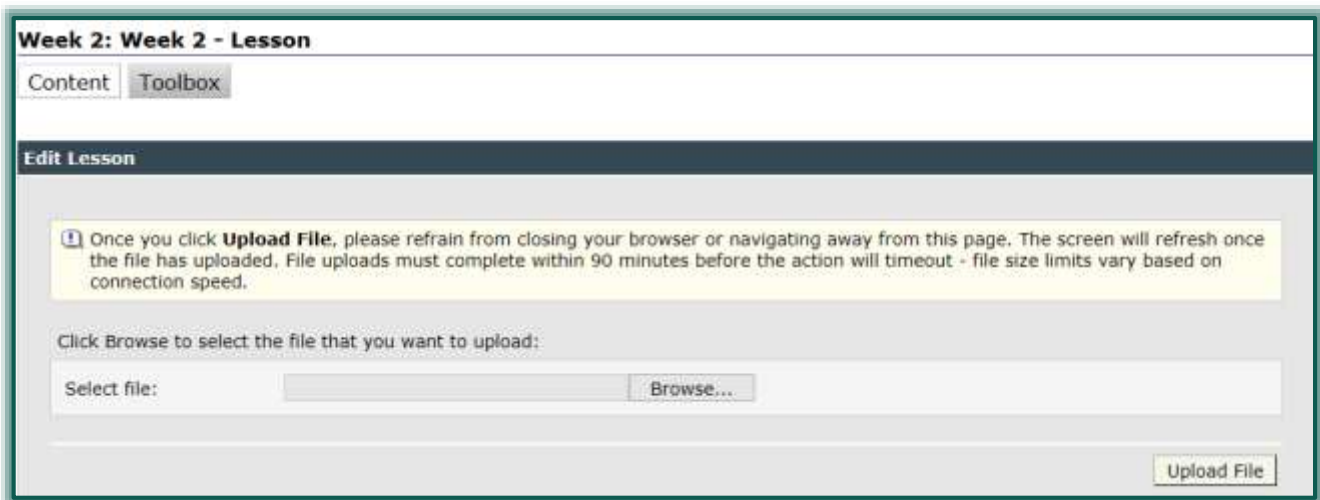 Week 2: Week 2 - Lesson
Content Toolbox
Edit Lesson
Once you click Upload File, please refrain from closing your browser or navigating away from this page. The screen will refresh once
the file has uploaded. File uploads must complete within 90 minutes before the action will timeout - file size limits vary based on
connection speed.
Click Browse to select the file that you want to upload:
Select file: Browse...
Upload File